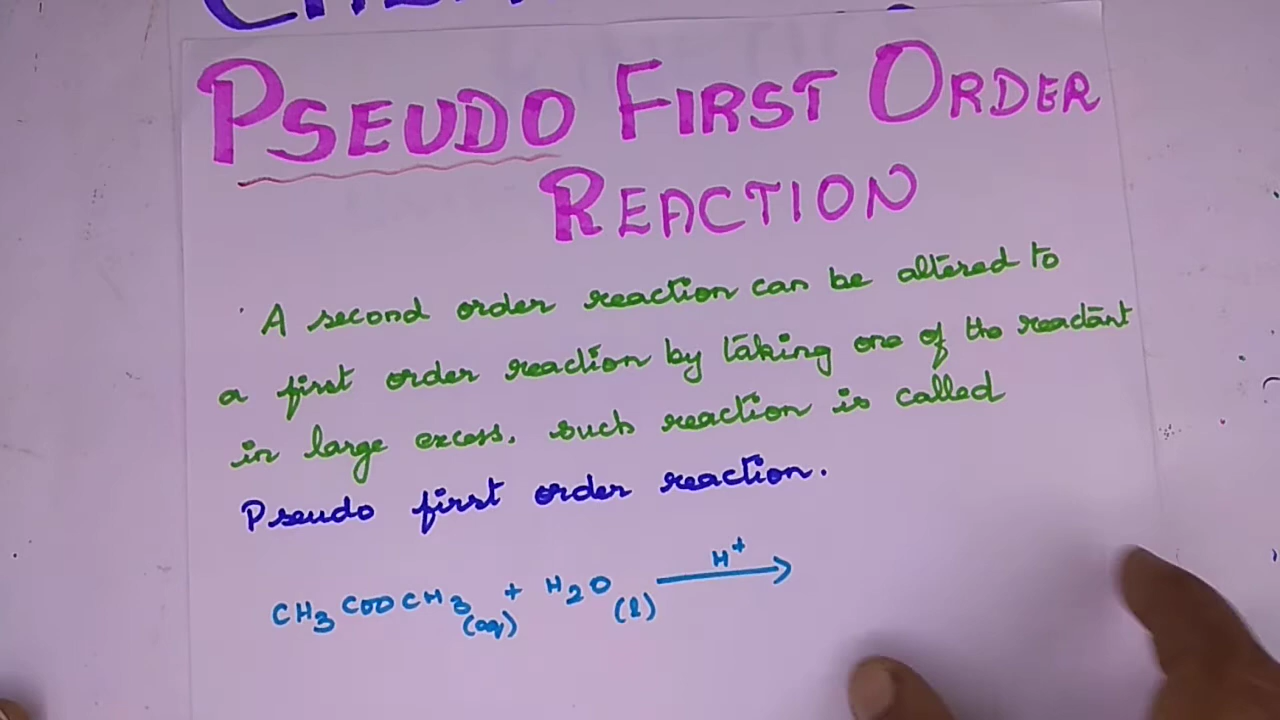 PSEUDO FIRST ORDER
REACTION
A second order reaction can be altered to
a first order reaction by taking one of the reactant
in large excess. such reaction is called
Pseudo first order reaction.
CH3COOCH3(aq) + H2O(l) H+ →